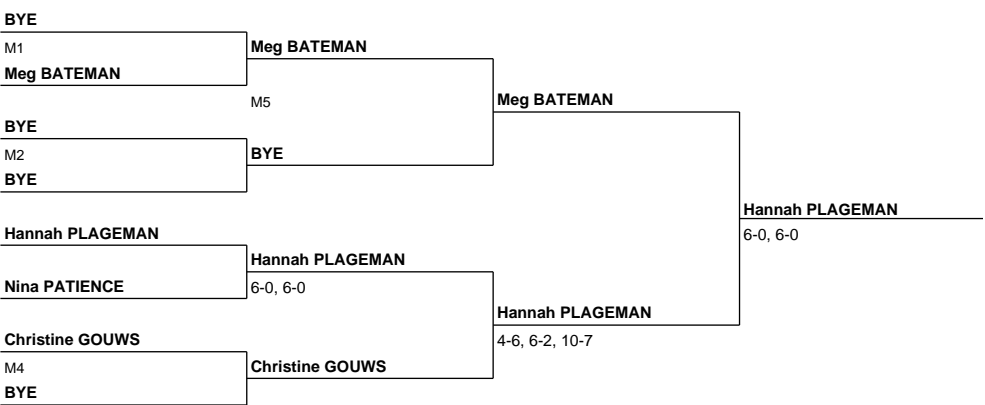 BYE
M1
Meg BATEMAN
Meg BATEMAN
M5
Meg BATEMAN
BYE
M2
BYE
BYE
Hannah PLAGEMAN
6-0, 6-0
Hannah PLAGEMAN
Hannah PLAGEMAN
Nina PATIENCE
6-0, 6-0
Hannah PLAGEMAN
4-6, 6-2, 10-7
Christine GOUWS
M4
Christine GOUWS
BYE